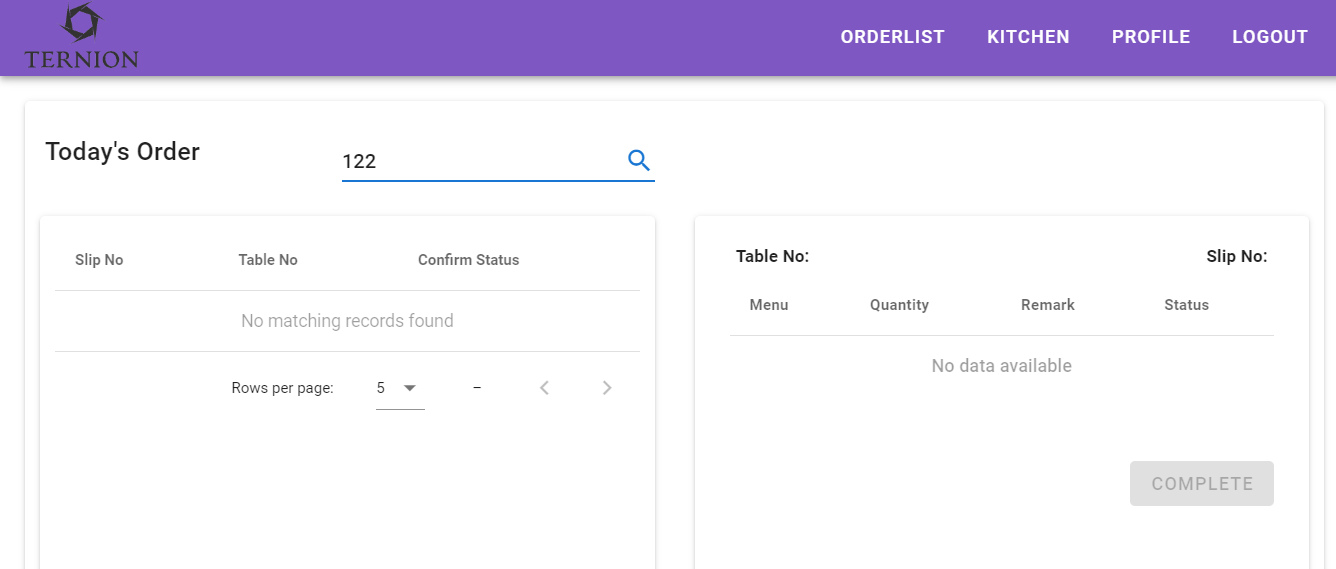 TERNION
ORDERLIST KITCHEN PROFILE LOGOUT
Today's Order
122
Slip No Table No Confirm Status
No matching records found
Rows per page: 5 –
Table No: Slip No:
Menu Quantity Remark Status
No data available
COMPLETE